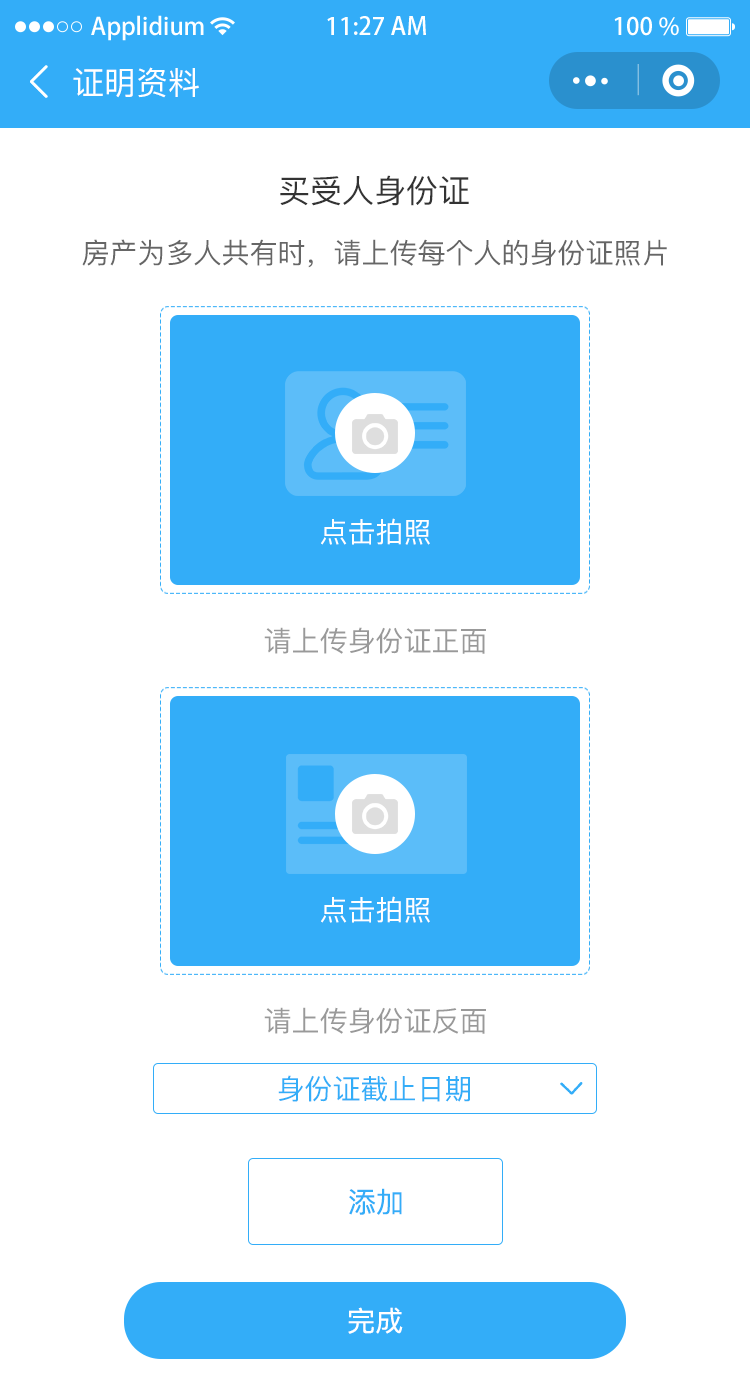 Applidium 11:27 AM 100 %
证明资料
买受人身份证
房产为多人共有时，请上传每个人的身份证照片
点击拍照
请上传身份证正面
点击拍照
请上传身份证反面
身份证截止日期
添加
完成